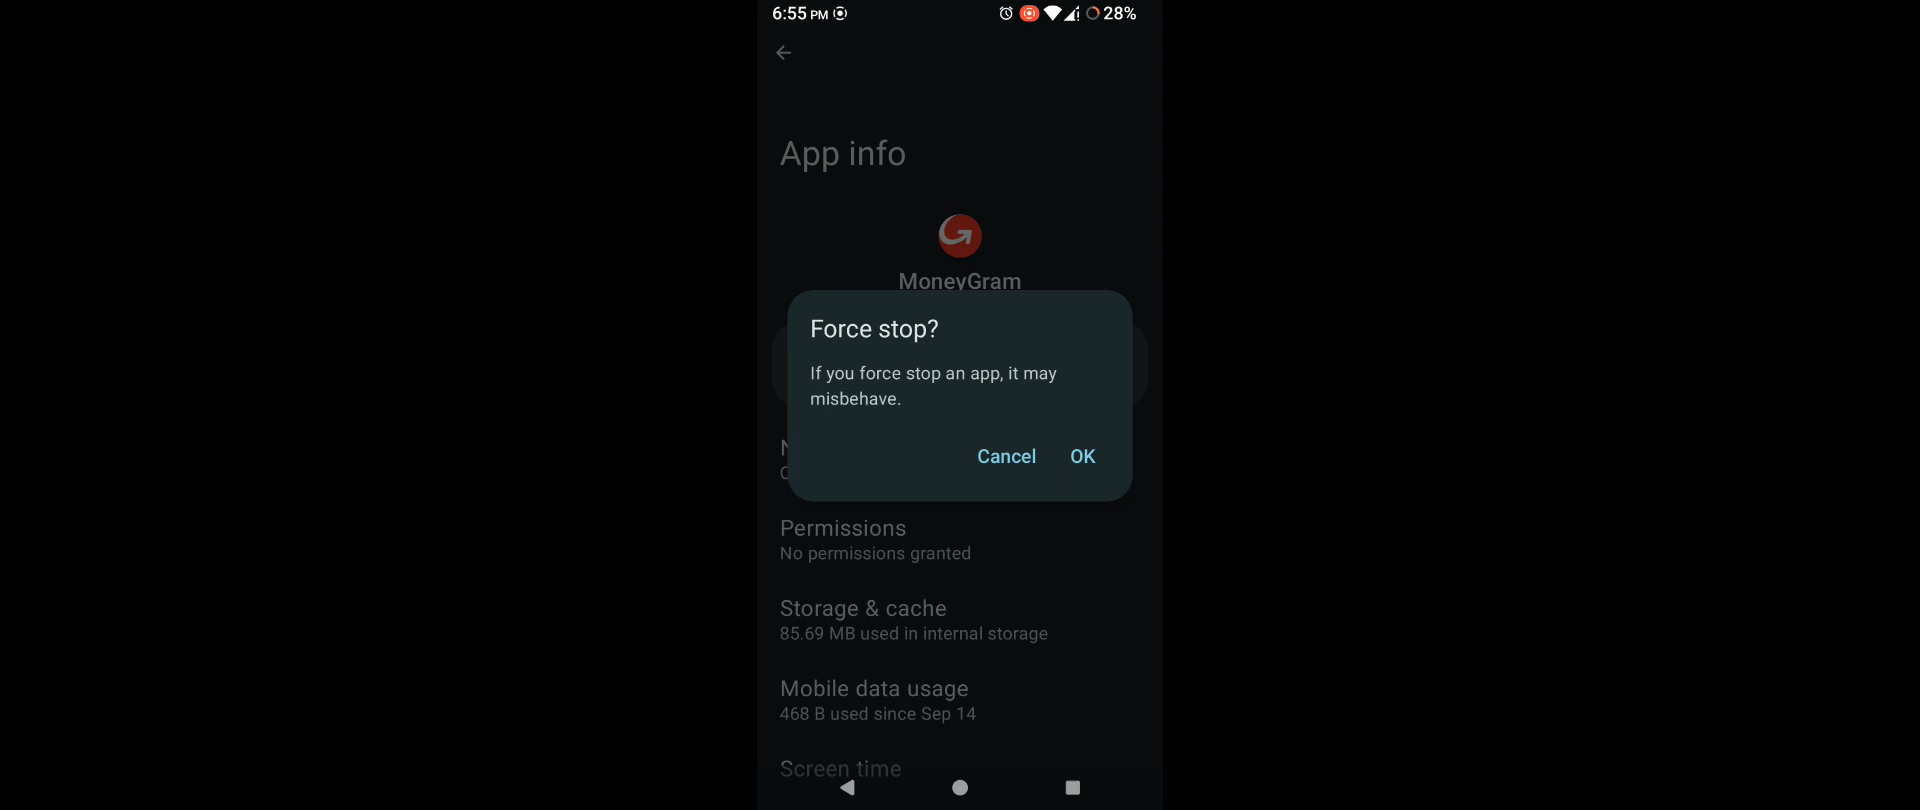 6:55 PM
28%
App info
MoneyGram
Force stop?
If you force stop an app, it may
misbehave.
Cancel OK
Permissions
No permissions granted
Storage & cache
85.69 MB used in internal storage
Mobile data usage
468 B used since Sep 14
Screen time